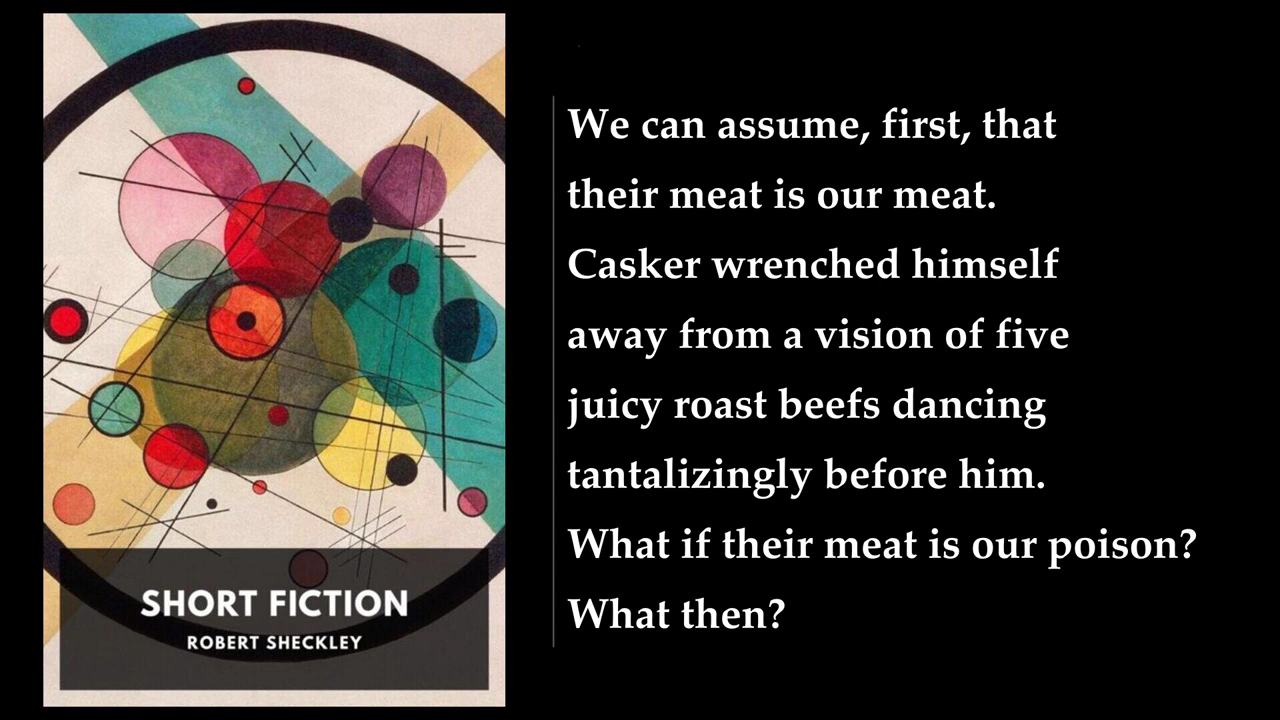 SHORT FICTION
ROBERT SHECKLEY
We can assume, first, that
their meat is our meat.
Casker wrenched himself
away from a vision of five
juicy roast beefs dancing
tantalizingly before him.
What if their meat is our poison?
What then?